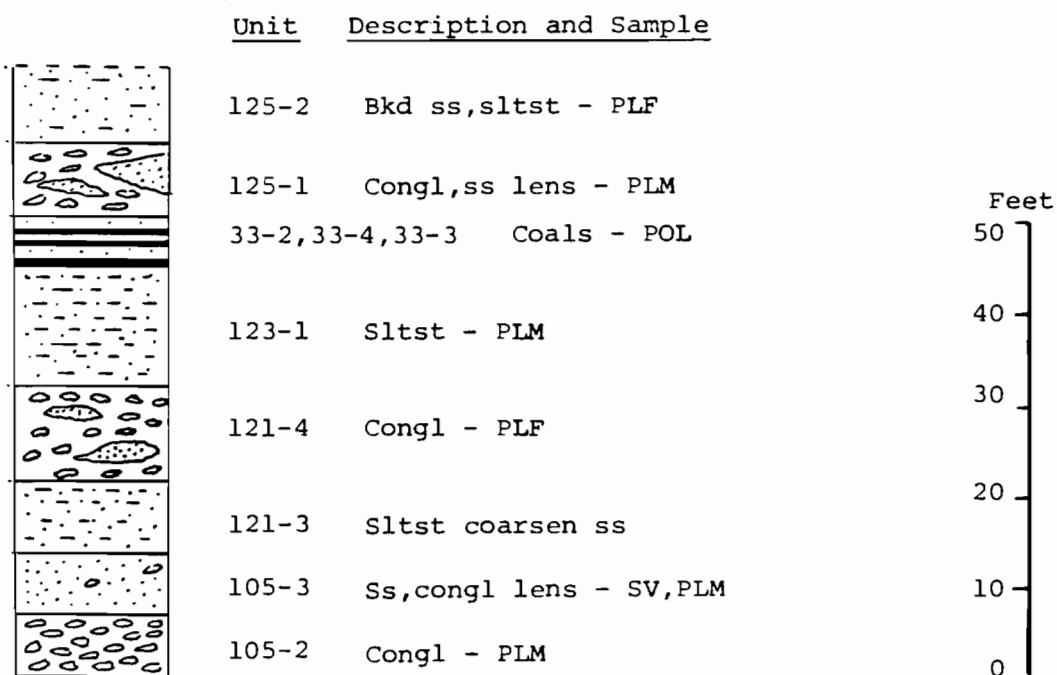 Unit Description and Sample
125-2 Bkd ss,sltst - PLF
125-1 Congl,ss lens - PLM
Feet
33-2,33-4,33-3 Coals - POL
50
40
123-1 Sltst - PLM
30
121-4 Congl - PLF
20
121-3 Sltst coarsen ss
105-3 Ss,congl lens - SV,PLM
10
105-2 Congl - PLM
0